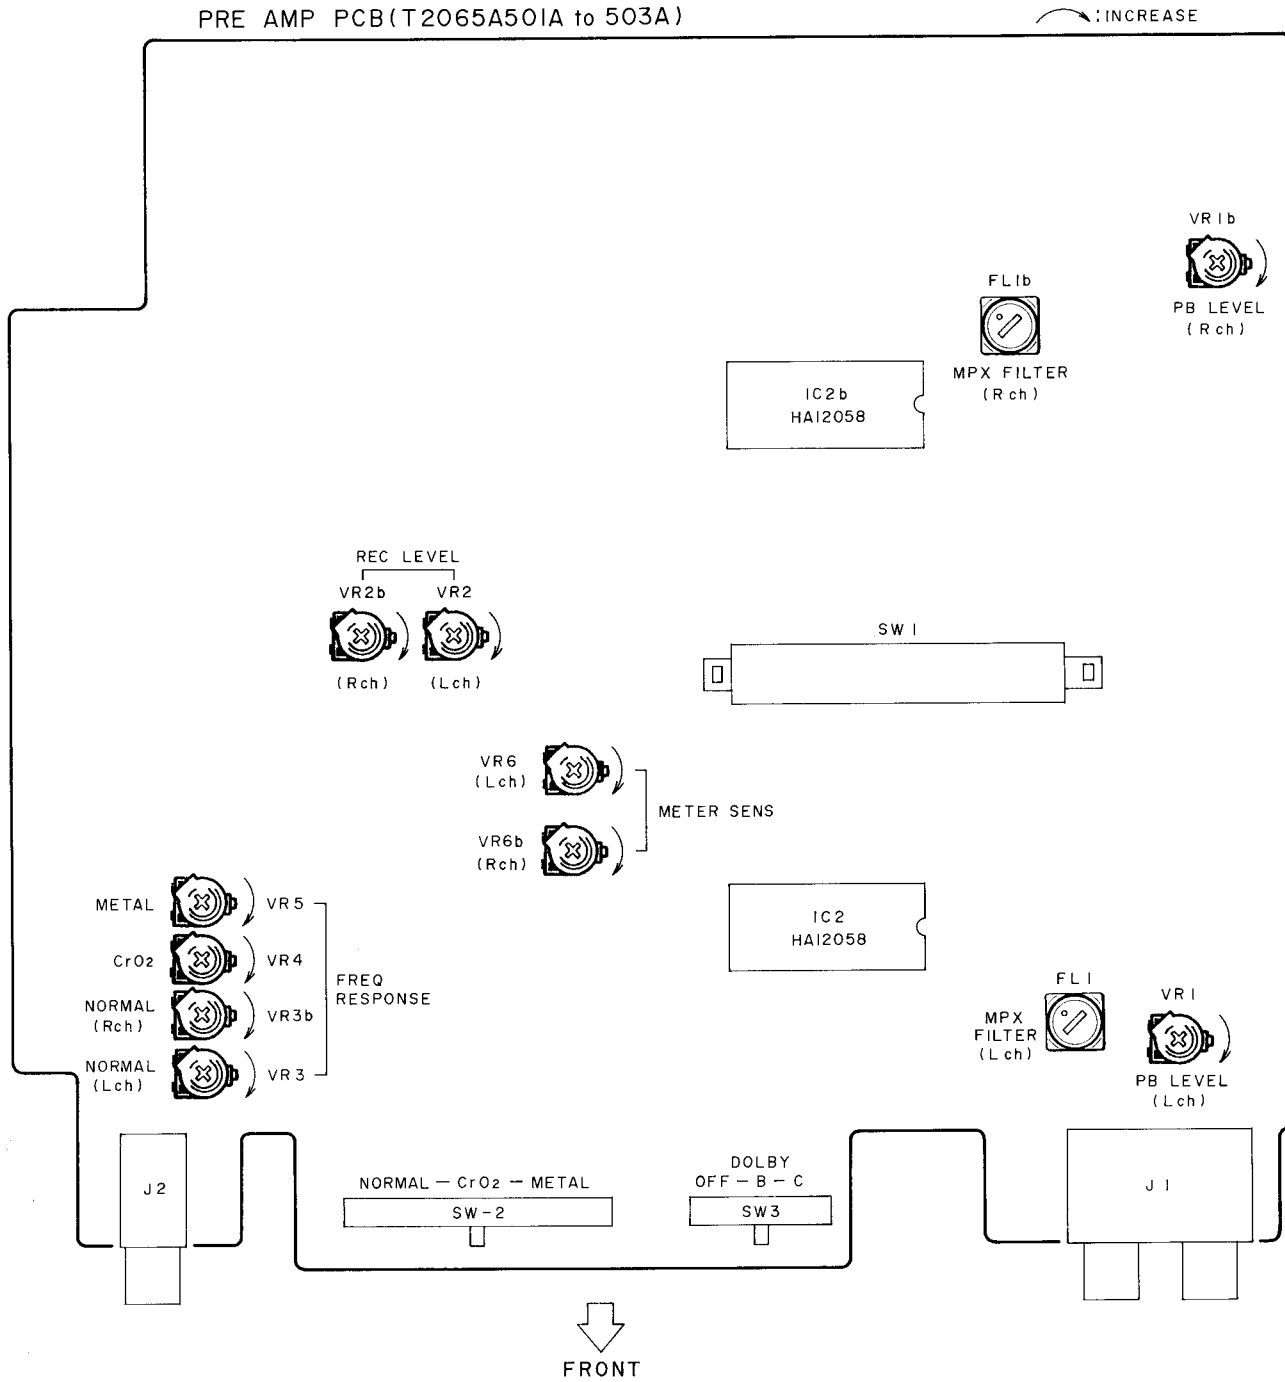 PRE AMP PCB (T2065A501A to 503A)
: INCREASE
VR1b
PB LEVEL
(Rch)
FL1b
MPX FILTER
(Rch)
IC2b
HA12058
REC LEVEL
VR2b
VR2
(Rch)
(Lch)
SW1
VR6
(Lch)
VR6b
(Rch)
METER SENS
METAL
VR5
CrO2
VR4
NORMAL
(Rch)
VR3b
NORMAL
(Lch)
VR3
FREQ
RESPONSE
IC2
HA12058
FL1
MPX
FILTER
(Lch)
VR1
PB LEVEL
(Lch)
J2
NORMAL – CrO2 – METAL
SW-2
DOLBY
OFF – B – C
SW3
J1
FRONT